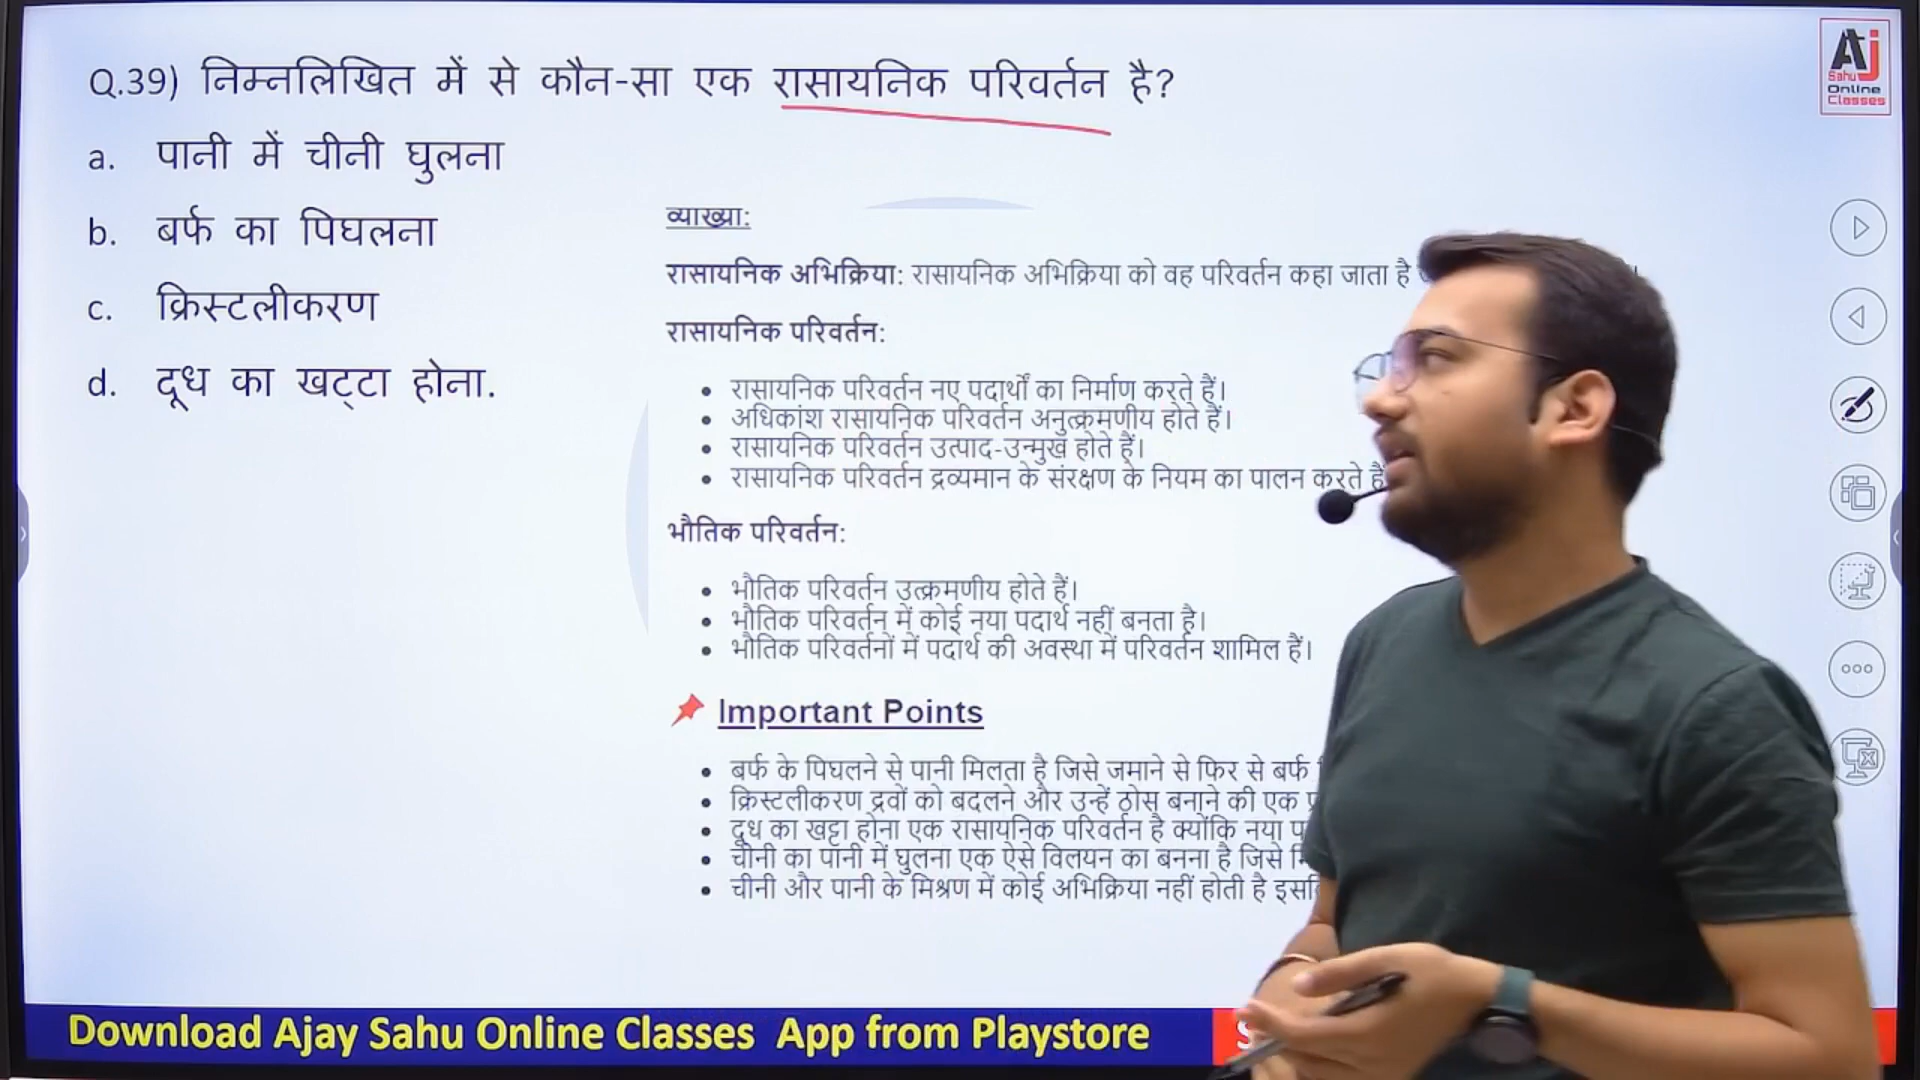 Q.39) निम्नलिखित में से कौन-सा एक रासायनिक परिवर्तन है?
a. पानी में चीनी घुलना
b. बर्फ का पिघलना
c. क्रिस्टलीकरण
d. दूध का खट्टा होना.
व्याख्या:
रासायनिक अभिक्रिया: रासायनिक अभिक्रिया को वह परिवर्तन कहा जाता है
रासायनिक परिवर्तन:
• रासायनिक परिवर्तन नए पदार्थों का निर्माण करते हैं।
• अधिकांश रासायनिक परिवर्तन अनुत्क्रमणीय होते हैं।
• रासायनिक परिवर्तन उत्पाद-उन्मुख होते हैं।
• रासायनिक परिवर्तन द्रव्यमान के संरक्षण के नियम का पालन करते हैं
भौतिक परिवर्तन:
• भौतिक परिवर्तन उत्क्रमणीय होते हैं।
• भौतिक परिवर्तन में कोई नया पदार्थ नहीं बनता है।
• भौतिक परिवर्तनों में पदार्थ की अवस्था में परिवर्तन शामिल हैं।
Important Points
• बर्फ के पिघलने से पानी मिलता है जिसे जमाने से फिर से बर्फ
• क्रिस्टलीकरण द्रवों को बदलने और उन्हें ठोस बनाने की एक
• दूध का खट्टा होना एक रासायनिक परिवर्तन है क्योंकि नया
• चीनी का पानी में घुलना एक ऐसे विलयन का बनना है जिसे
• चीनी और पानी के मिश्रण में कोई अभिक्रिया नहीं होती है
Aj
Sahu
Online
Classes
Download Ajay Sahu Online Classes App from Playstore